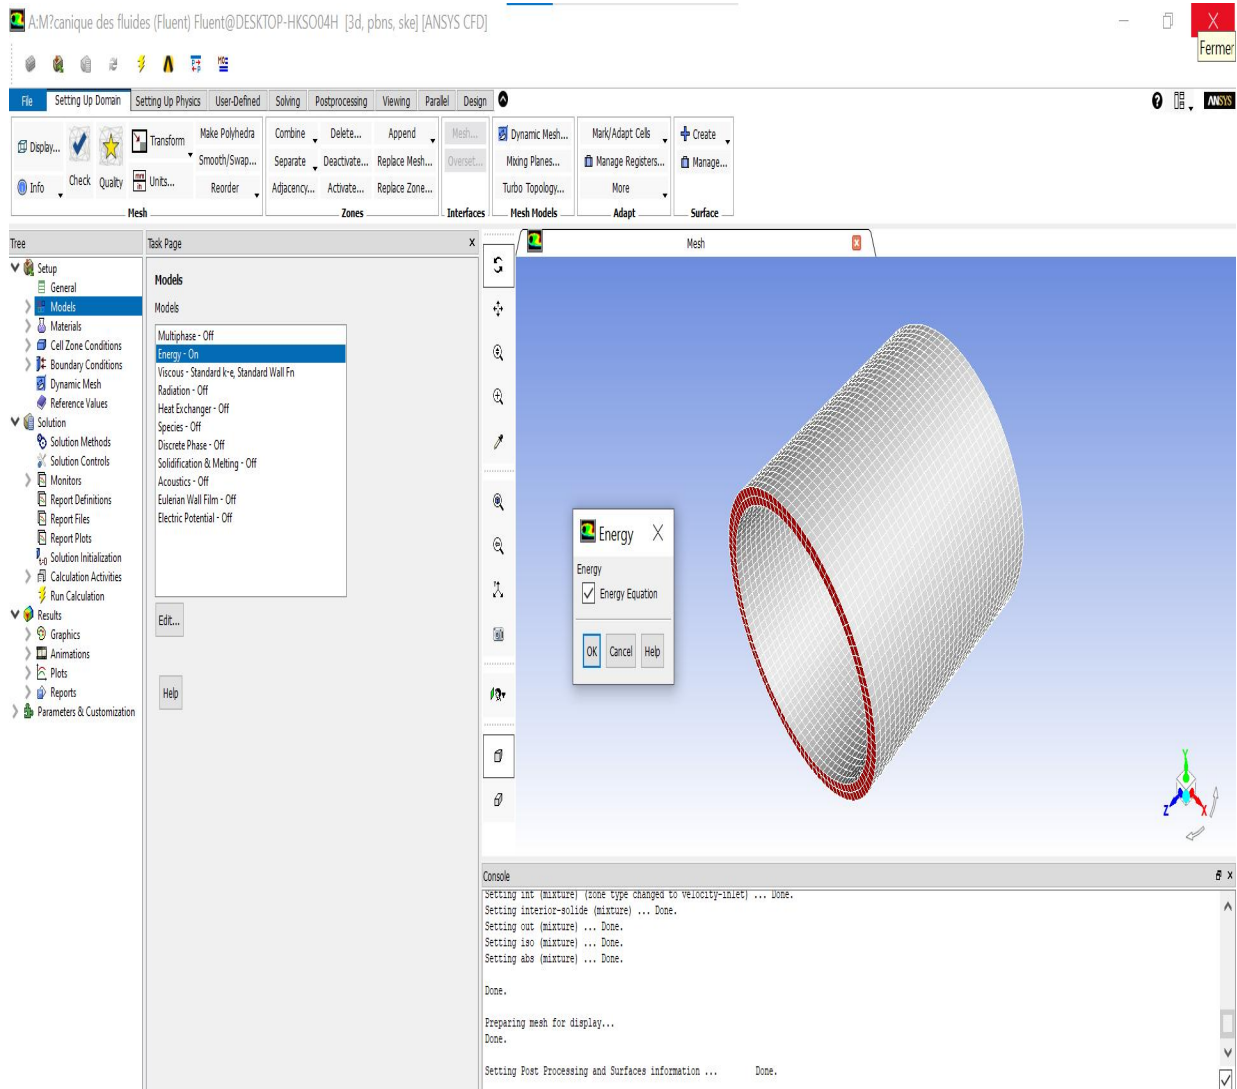 A:M?canique des fluides (Fluent) Fluent@DESKTOP-HKSO04H [3d, pbns, ske] [ANSYS CFD]
Fermer
File Setting Up Domain Setting Up Physics User-Defined Solving Postprocessing Viewing Parallel Design
ANSYS
Display... Transform Make Polyhedra Combine Delete... Append Mesh... Dynamic Mesh... Mark/Adapt Cells Create
Smooth/Swap... Separate Deactivate... Replace Mesh... Overset... Mixing Planes... Manage Registers... Manage...
Info Check Quality Units... Reorder Adjacency... Activate... Replace Zone... Turbo Topology... More
Mesh Zones Interfaces Mesh Models Adapt Surface
Tree
Setup
General
Models
Materials
Cell Zone Conditions
Boundary Conditions
Dynamic Mesh
Reference Values
Solution
Solution Methods
Solution Controls
Monitors
Report Definitions
Report Files
Report Plots
Solution Initialization
Calculation Activities
Run Calculation
Results
Graphics
Animations
Plots
Reports
Parameters & Customization
Task Page
Models
Models
Multiphase - Off
Energy - On
Viscous - Standard k-e, Standard Wall Fn
Radiation - Off
Heat Exchanger - Off
Species - Off
Discrete Phase - Off
Solidification & Melting - Off
Acoustics - Off
Eulerian Wall Film - Off
Electric Potential - Off
Edit...
Help
Mesh
Energy
Energy
Energy Equation
OK Cancel Help
Y
Z X
Console
Setting int (mixture) (zone type changed to velocity-inlet) ... Done.
Setting interior-solide (mixture) ... Done.
Setting out (mixture) ... Done.
Setting iso (mixture) ... Done.
Setting abs (mixture) ... Done.
Done.
Preparing mesh for display...
Done.
Setting Post Processing and Surfaces information ... Done.